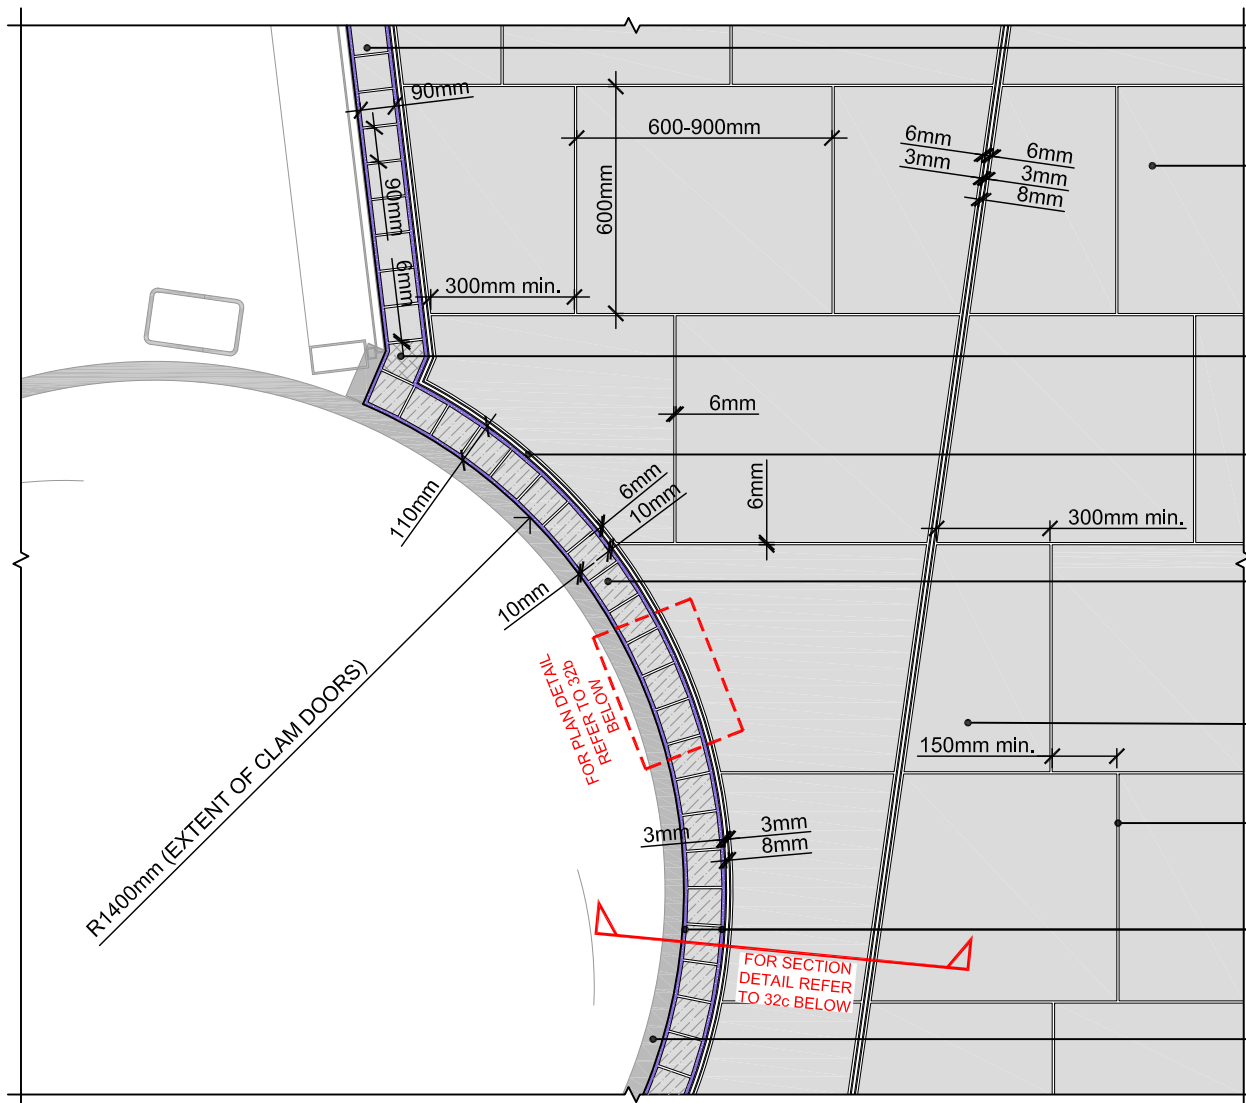 90mm
600-900mm
6mm
6mm
3mm
3mm
8mm
90mm
600mm
6mm
300mm min.
6mm
110mm
6mm
10mm
6mm
300mm min.
10mm
FOR PLAN DETAIL
REFER TO 32b
BELOW
R1400mm (EXTENT OF CLAM DOORS)
150mm min.
3mm
3mm
8mm
FOR SECTION
DETAIL REFER
TO 32c BELOW